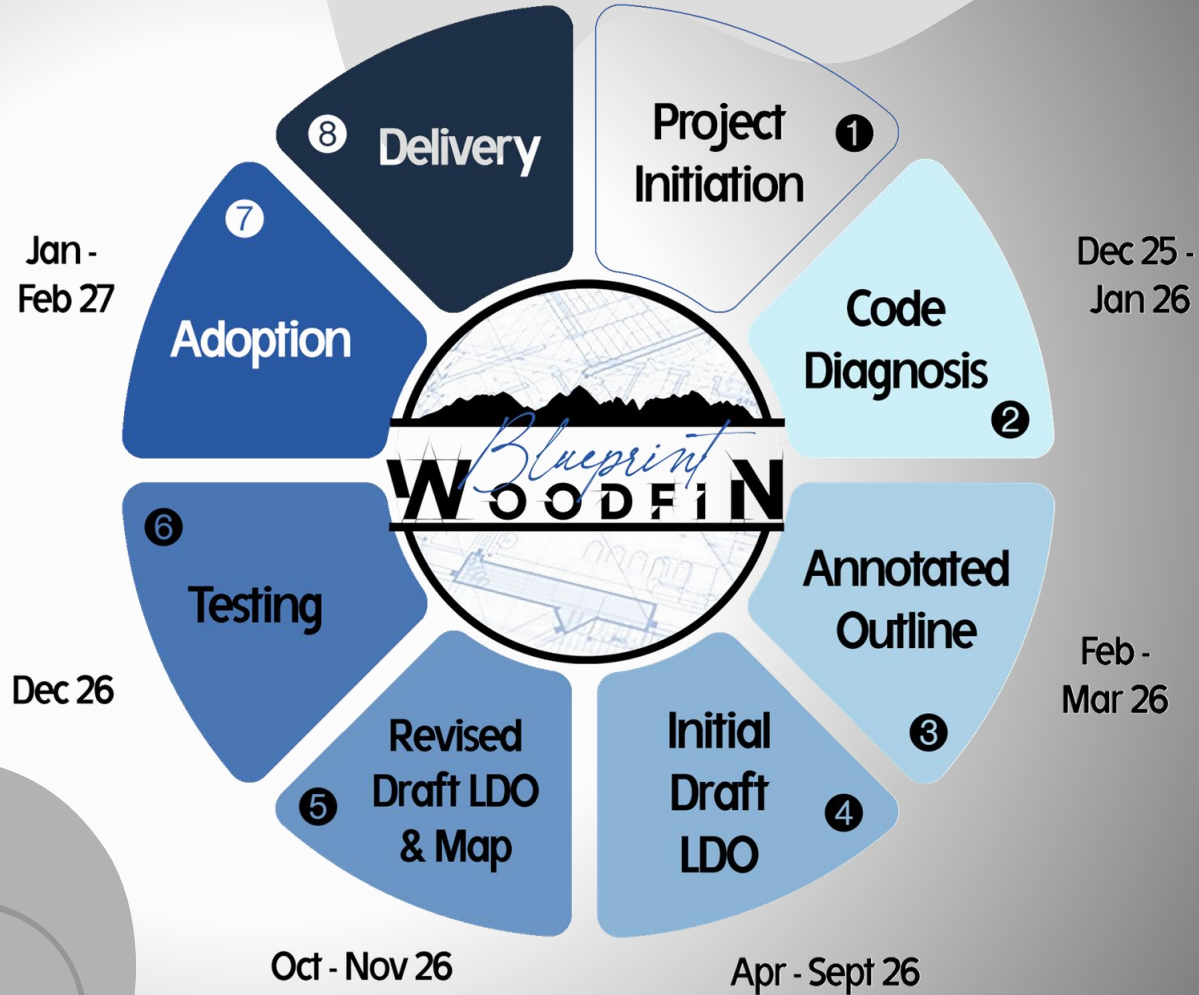 Project
Initiation
1
Code
Diagnosis
2
Dec 25 -
Jan 26
Annotated
Outline
3
Feb -
Mar 26
Initial
Draft
LDO
4
Apr - Sept 26
Revised
Draft LDO
& Map
5
Oct - Nov 26
Testing
6
Dec 26
Adoption
7
Jan -
Feb 27
Delivery
8
Blueprint
WOODFIN